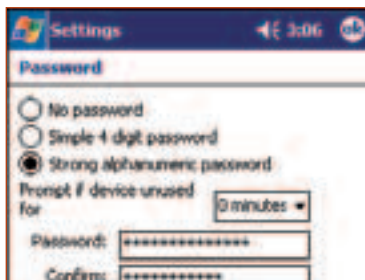 Settings 3:06 ok
Password
No password
Simple 4 digit password
Strong alphanumeric password
Prompt if device unused
for 0 minutes
Password: ***************
Confirm: ************